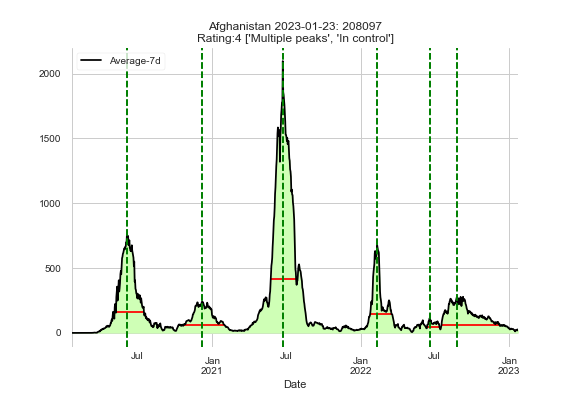 Afghanistan 2023-01-23: 208097
Rating:4 ['Multiple peaks', 'In control']
Average-7d
2000
1500
1000
500
0
Jul
Jan
2021
Jul
Jan
2022
Jul
Jan
2023
Date